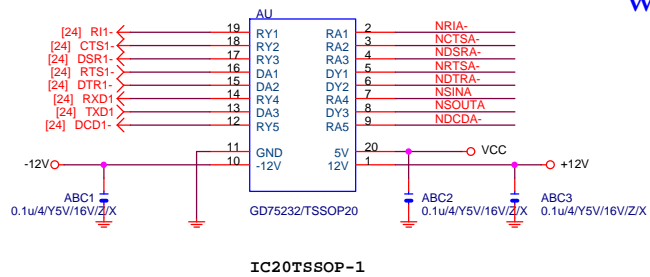 AU
[24] RI1- 19 RY1 RA1 2 NRIA-
[24] CTS1- 18 RY2 RA2 3 NCTSA-
[24] DSR1- 17 RY3 RA3 4 NDSRA-
[24] RTS1- 16 DA1 DY1 5 NRTSA-
[24] DTR1- 15 DA2 DY2 6 NDTRA-
[24] RXD1 14 RY4 RA4 7 NSINA
[24] TXD1 13 DA3 DY3 8 NSOUTA
[24] DCD1- 12 RY5 RA5 9 NDCDA-
11 GND 5V 20 VCC
-12V 10 -12V 12V 1 +12V
ABC1 ABC2 ABC3
0.1u/4/Y5V/16V/Z/X GD75232/TSSOP20 0.1u/4/Y5V/16V/Z/X 0.1u/4/Y5V/16V/Z/X
IC20TSSOP-1